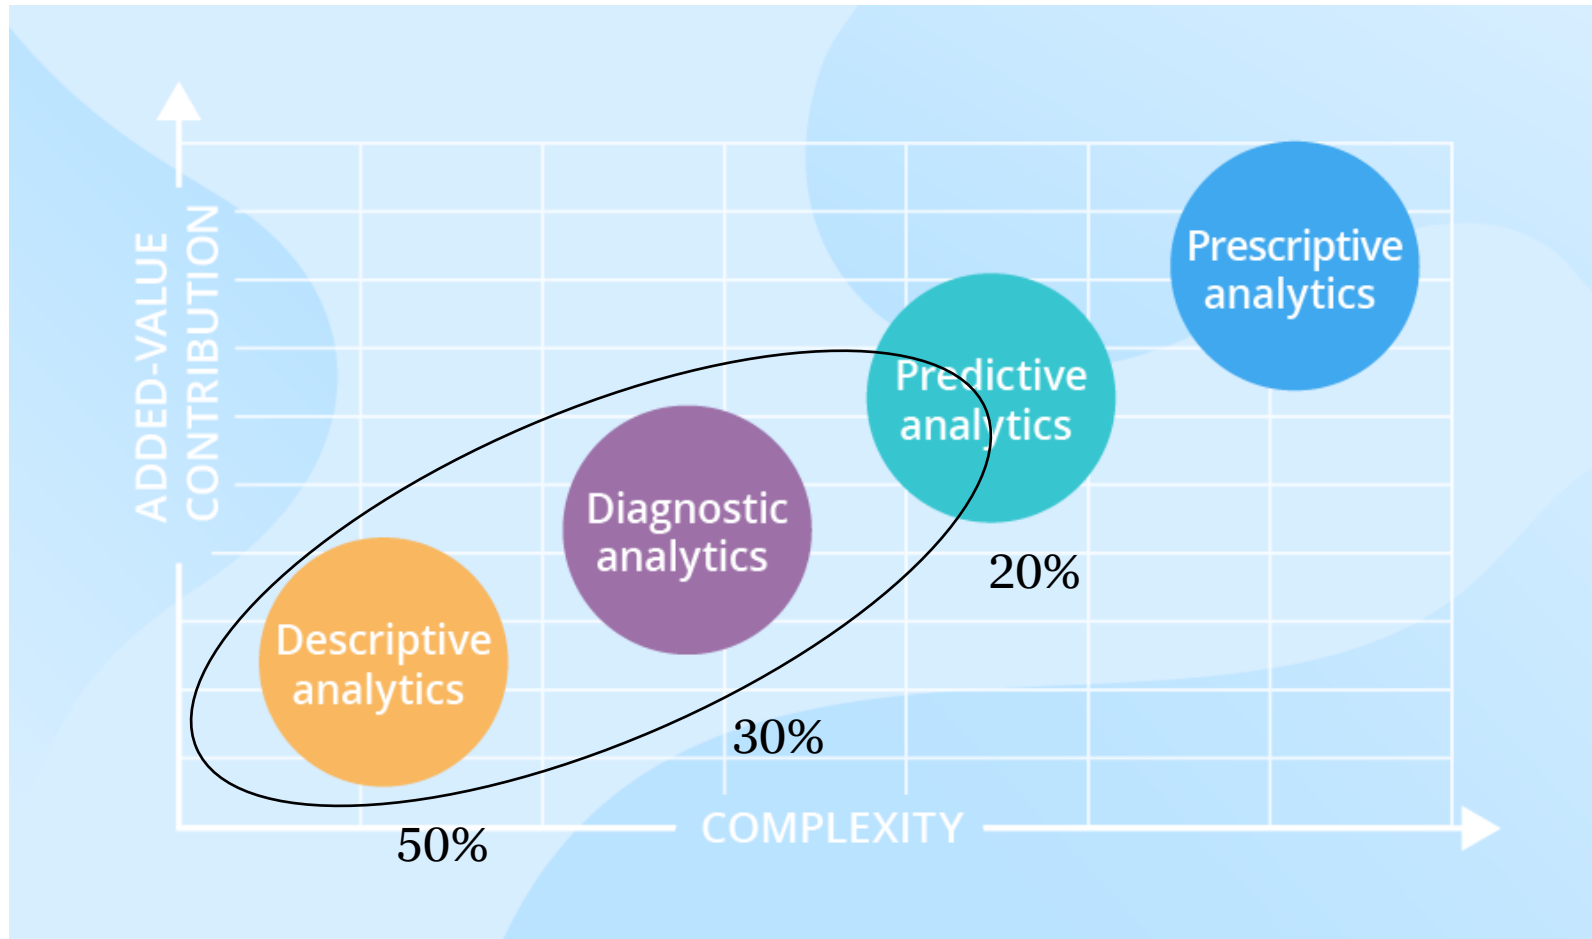 ADDED-VALUE
CONTRIBUTION
Prescriptive
analytics
Predictive
analytics
Diagnostic
analytics
Descriptive
analytics
20%
30%
50%
COMPLEXITY